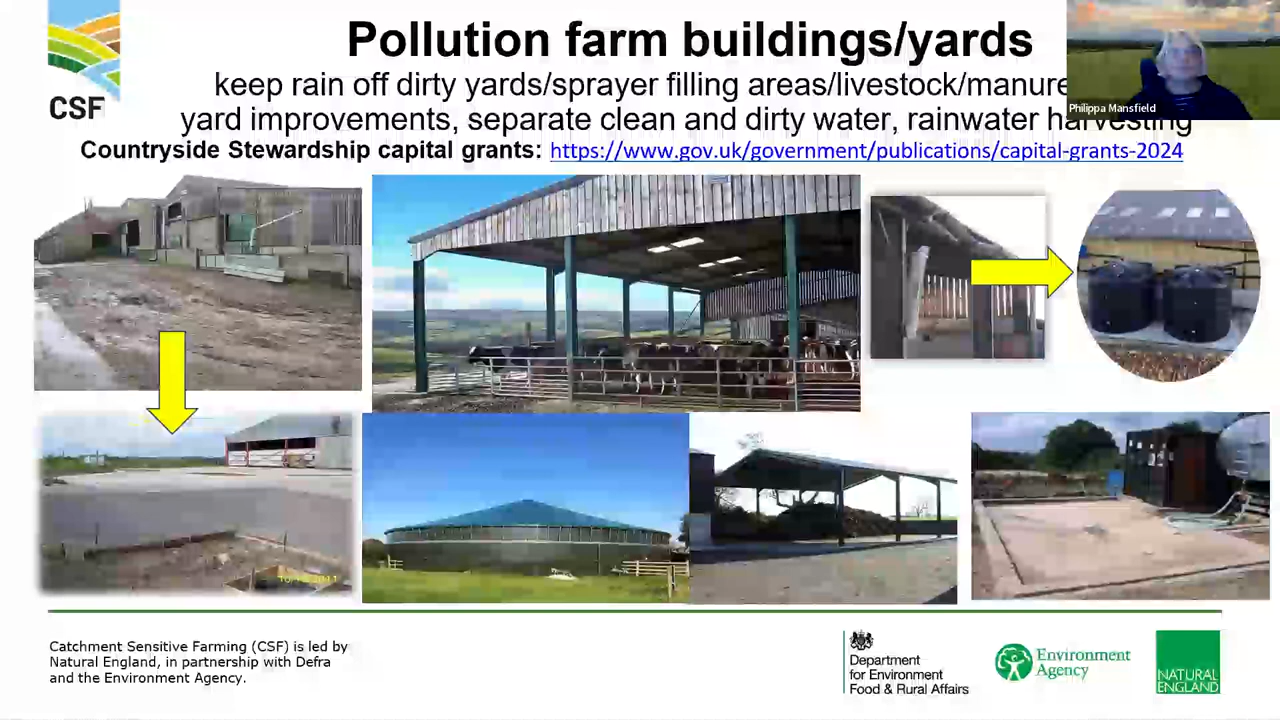 Pollution farm buildings/yards
keep rain off dirty yards/sprayer filling areas/livestock/manure
yard improvements, separate clean and dirty water, rainwater harvesting
Countryside Stewardship capital grants: https://www.gov.uk/government/publications/capital-grants-2024
CSF
Philippa Mansfield
Catchment Sensitive Farming (CSF) is led by
Natural England, in partnership with Defra
and the Environment Agency.
Department
for Environment
Food & Rural Affairs
Environment
Agency
NATURAL
ENGLAND